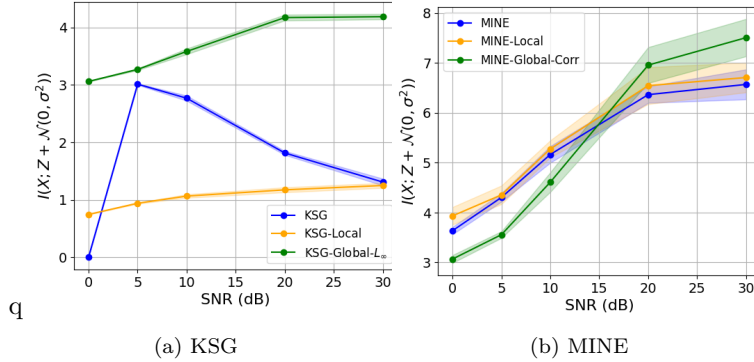 4
3
2
1
0
I(X; Z + N(0, σ²))
0 5 10 15 20 25 30
SNR (dB)
KSG
KSG-Local
KSG-Global-L∞
q
(a) KSG
8
7
6
5
4
3
I(X; Z + N(0, σ²))
0 5 10 15 20 25 30
SNR (dB)
MINE
MINE-Local
MINE-Global-Corr
(b) MINE